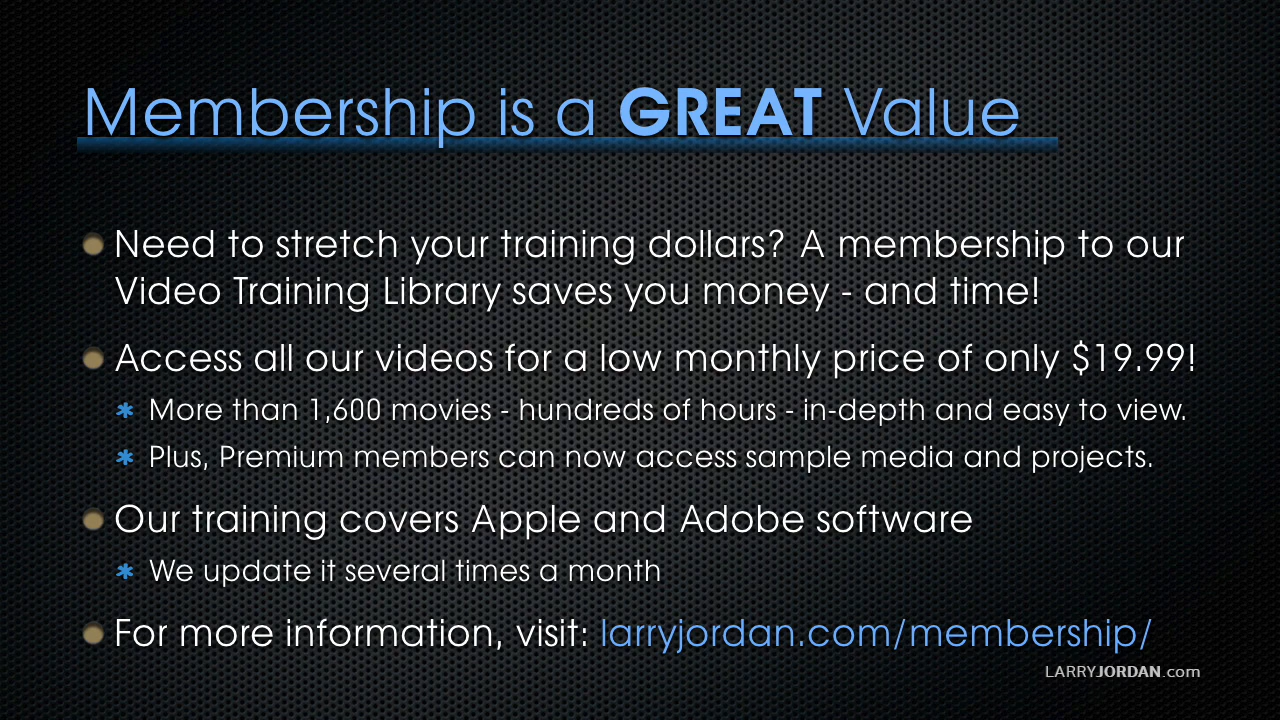 Membership is a GREAT Value
Need to stretch your training dollars? A membership to our
Video Training Library saves you money - and time!
Access all our videos for a low monthly price of only $19.99!
More than 1,600 movies - hundreds of hours - in-depth and easy to view.
Plus, Premium members can now access sample media and projects.
Our training covers Apple and Adobe software
We update it several times a month
For more information, visit: larryjordan.com/membership/
LARRYJORDAN.com